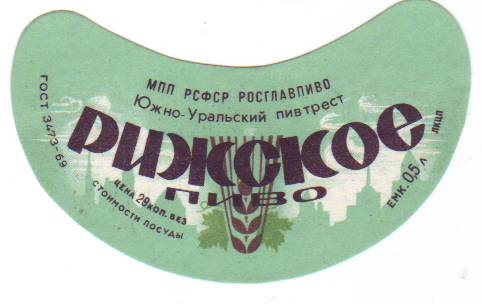 МПП РСФСР РОСГЛАВПИВО
Южно-Уральский пивтрест
ГОСТ 3473-69
Рижское
ПИВО
ЦЕНА 29 КОП. БЕЗ
СТОИМОСТИ ПОСУДЫ
ЕМК. 0,5 Л
ЛКЦЛ